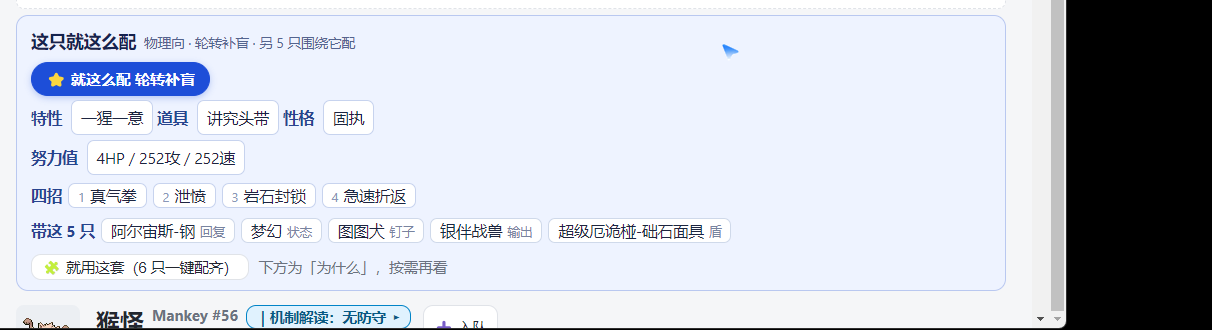 这只就这么配 物理向 · 轮转补盲 · 另 5 只围绕它配
就这么配 轮转补盲
特性 一猩一意 道具 讲究头带 性格 固执
努力值 4HP / 252攻 / 252速
四招 1 真气拳 2 泄愤 3 岩石封锁 4 急速折返
带这 5 只 阿尔宙斯-钢 回复 梦幻 状态 图图犬 钉子 银伴战兽 输出 超级厄诡椪-础石面具 盾
就用这套（6 只一键配齐） 下方为「为什么」，按需再看
猴怪 Mankey #56 | 机制解读：无防守 ▸